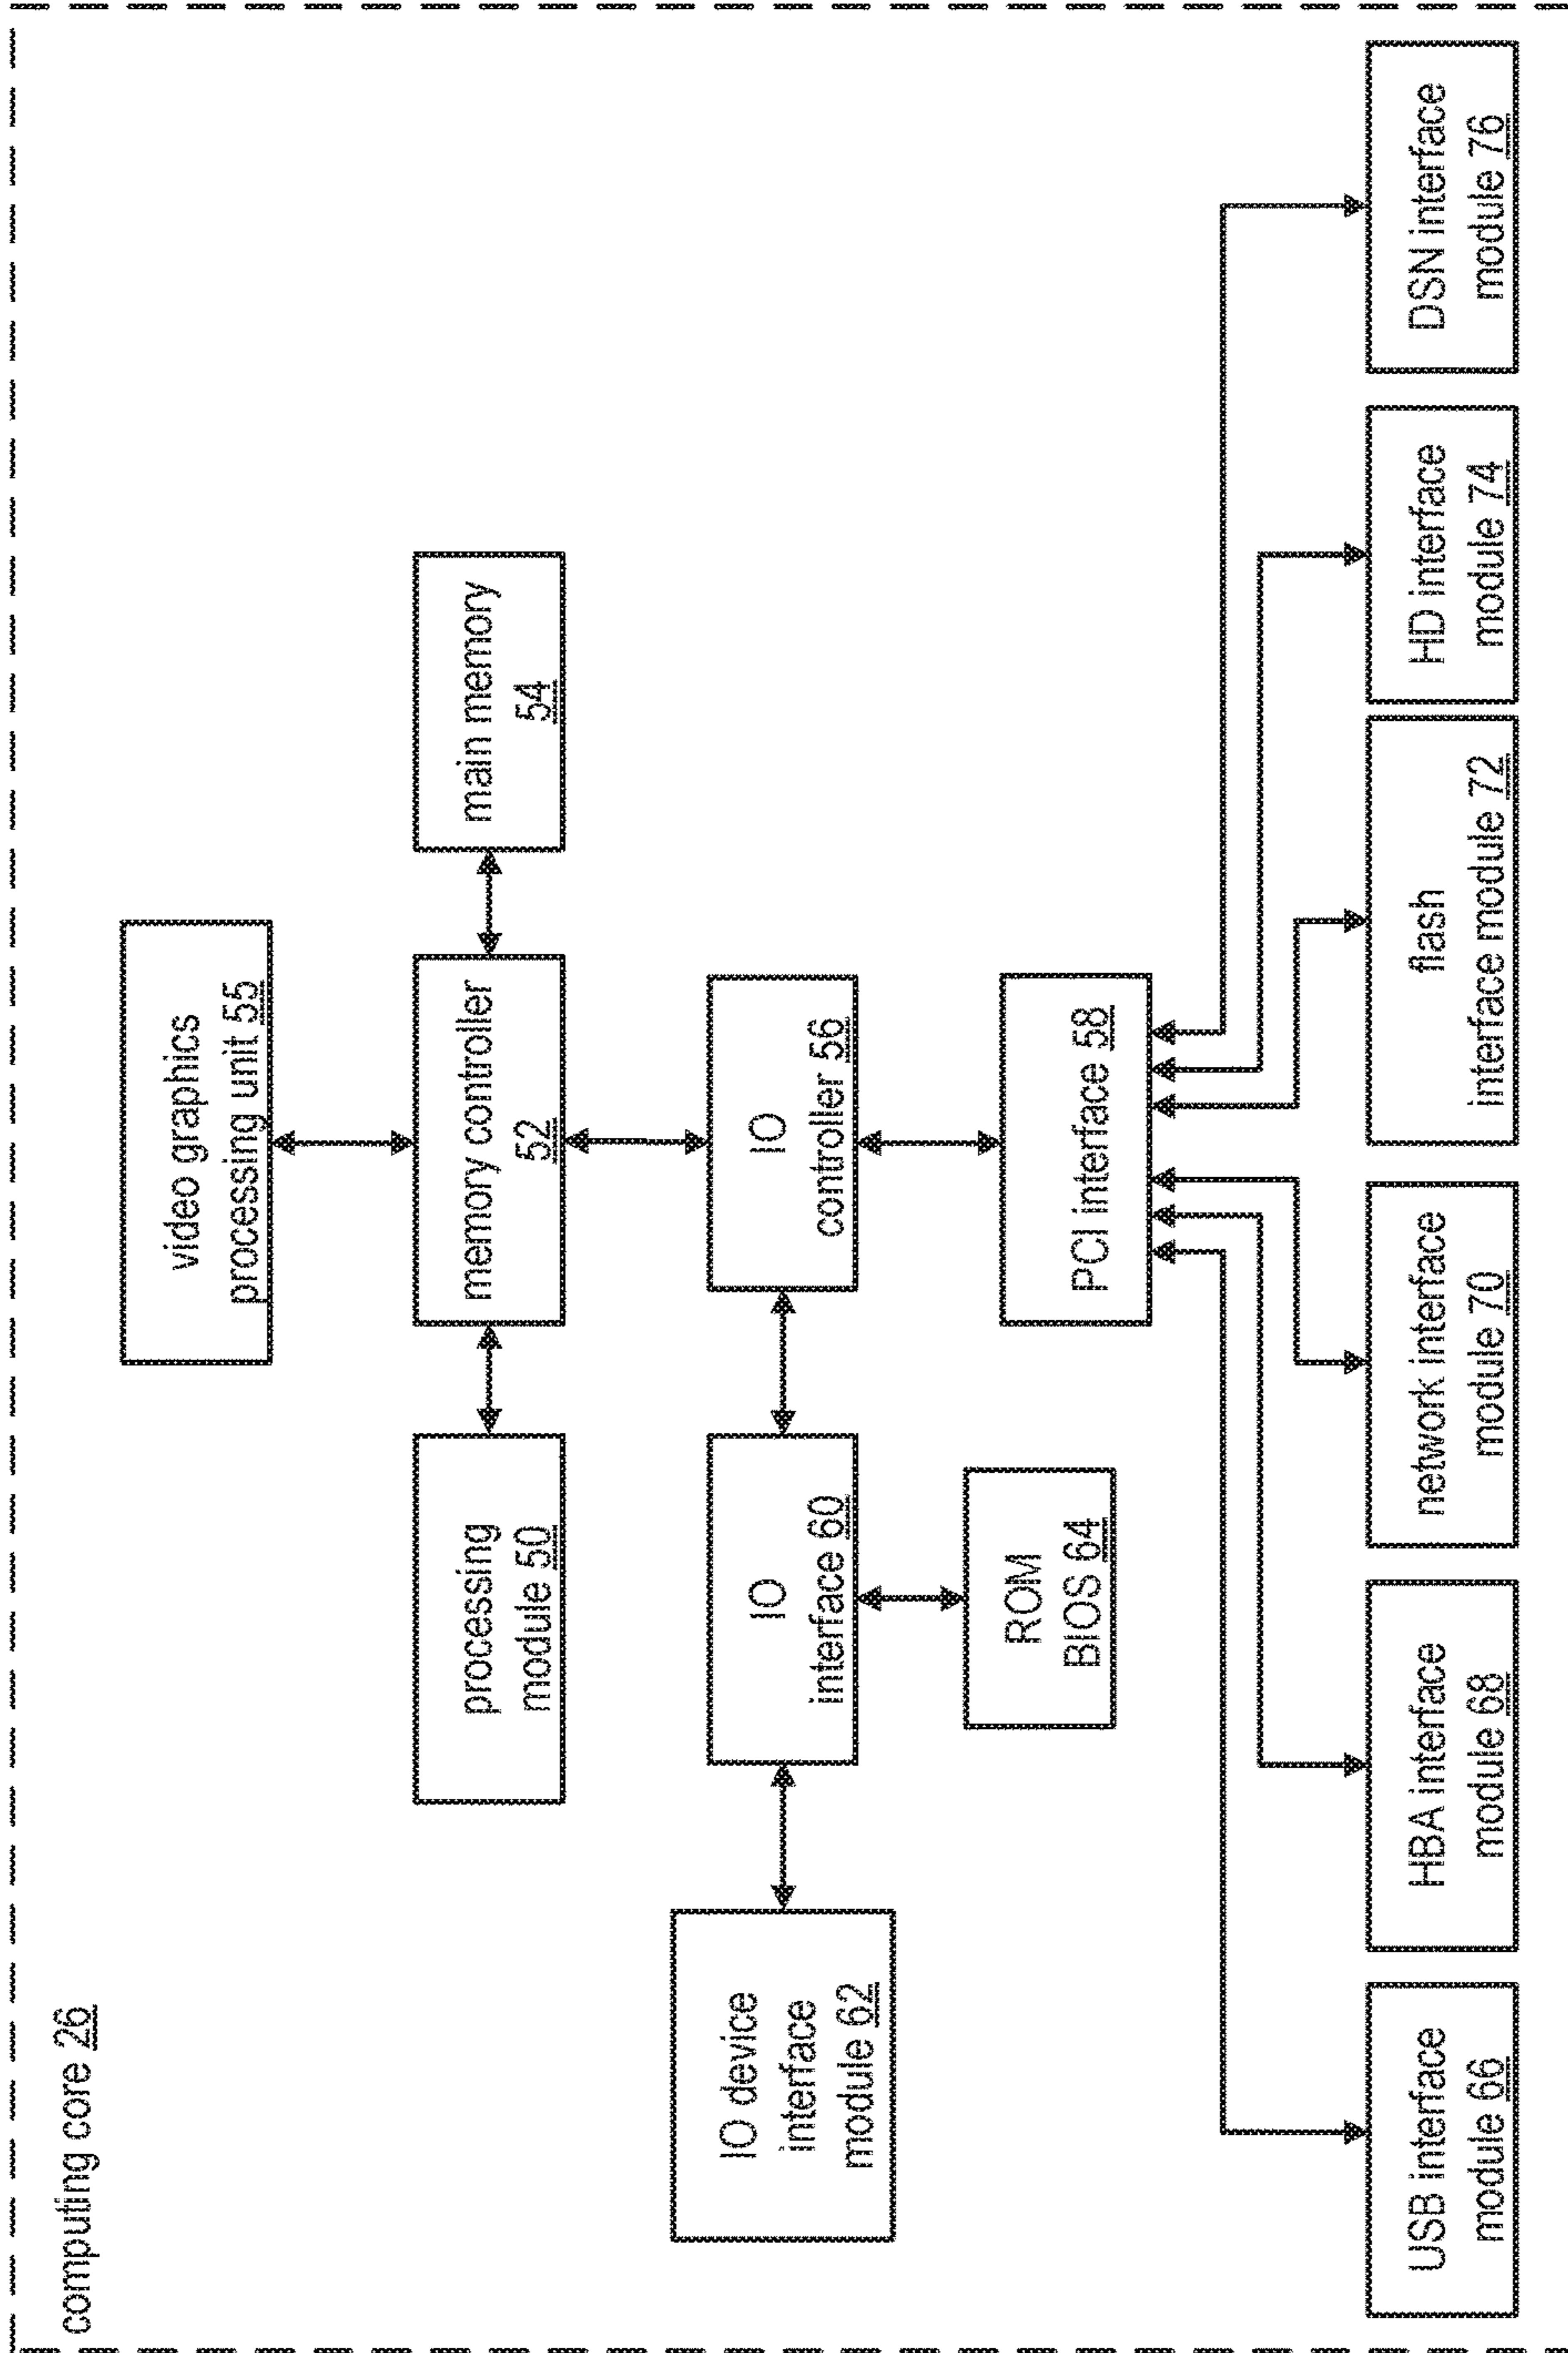 computing core 26
video graphics
processing unit 55
processing
module 50
memory controller
52
main memory
54
IO device
interface
module 62
IO
interface 60
IO
controller 56
ROM
BIOS 64
PCI interface 58
USB interface
module 66
HBA interface
module 68
network interface
module 70
flash
interface module 72
HD interface
module 74
DSN interface
module 76